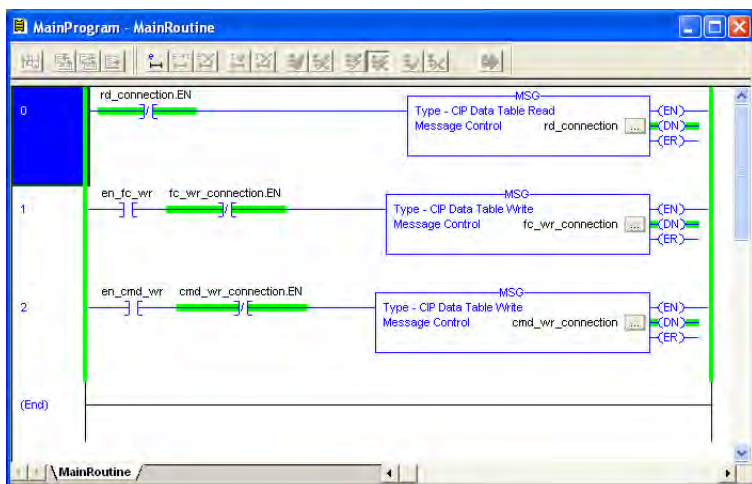 MainProgram - MainRoutine
0
rd_connection.EN
MSG
Type - CIP Data Table Read
Message Control rd_connection ...
(EN)
(DN)
(ER)
1
en_fc_wr fc_wr_connection.EN
MSG
Type - CIP Data Table Write
Message Control fc_wr_connection ...
(EN)
(DN)
(ER)
2
en_cmd_wr cmd_wr_connection.EN
MSG
Type - CIP Data Table Write
Message Control cmd_wr_connection ...
(EN)
(DN)
(ER)
(End)
MainRoutine